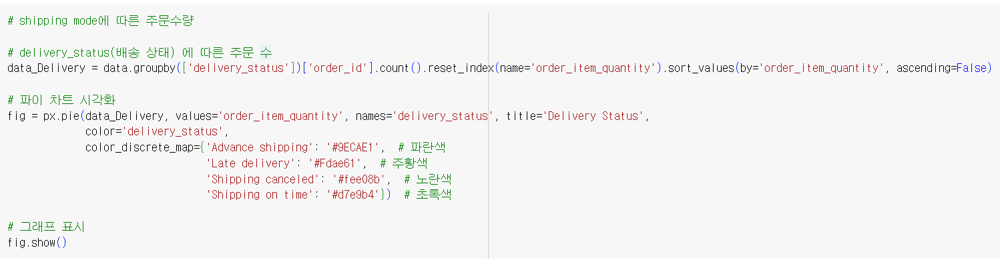 # shipping mode에 따른 주문수량
# delivery_status(배송 상태) 에 따른 주문 수
data_Delivery = data.groupby(['delivery_status'])['order_id'].count().reset_index(name='order_item_quantity').sort_values(by='order_item_quantity', ascending=False)
# 파이 차트 시각화
fig = px.pie(data_Delivery, values='order_item_quantity', names='delivery_status', title='Delivery Status',
color='delivery_status',
color_discrete_map={'Advance shipping': '#9ECAE1', # 파란색
'Late delivery': '#Fdae61', # 주황색
'Shipping canceled': '#fee08b', # 노란색
'Shipping on time': '#d7e9b4'}) # 초록색
# 그래프 표시
fig.show()